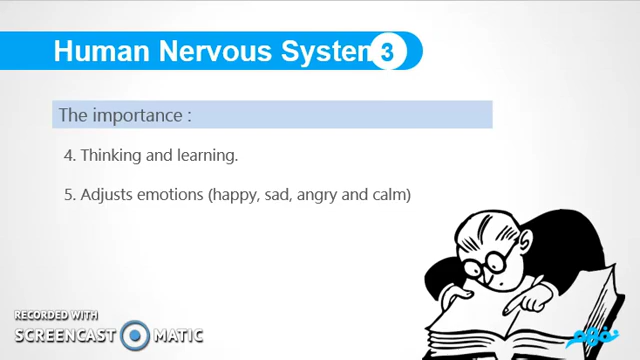 Human Nervous System
3
The importance :
4. Thinking and learning.
5. Adjusts emotions (happy, sad, angry and calm)
RECORDED WITH
SCREENCAST MATIC
نفهم